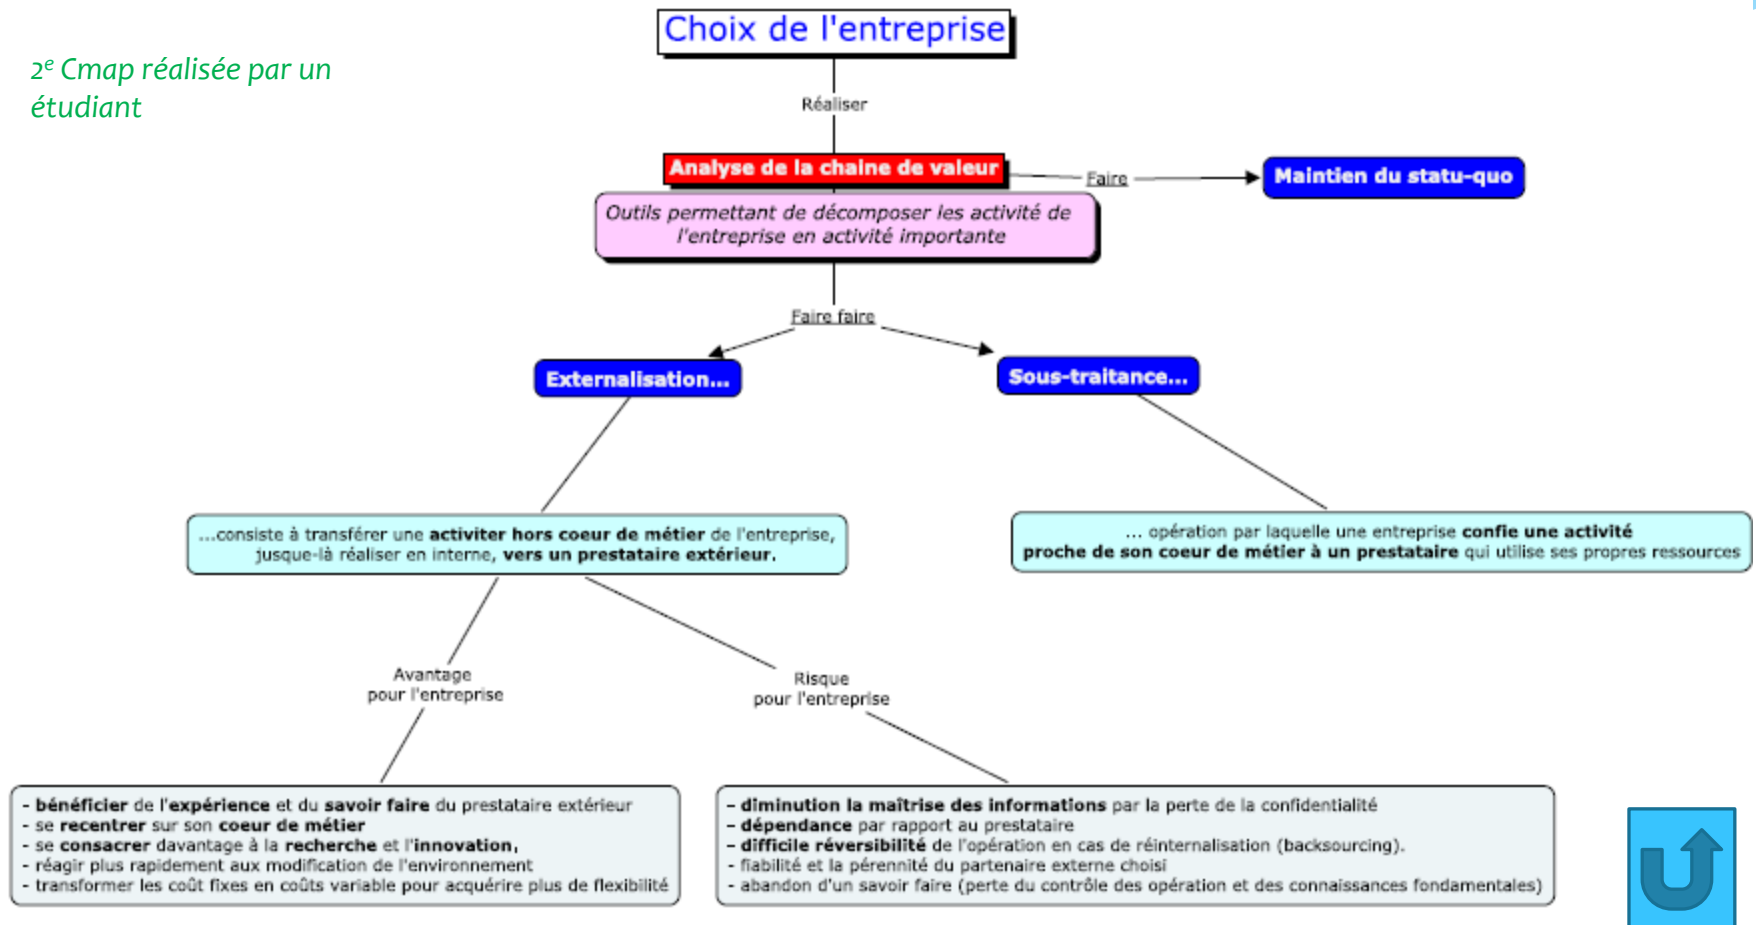 Choix de l'entreprise
2e Cmap réalisée par un
étudiant
Réaliser
Analyse de la chaine de valeur
Faire
Maintien du statu-quo
Outils permettant de décomposer les activité de
l'entreprise en activité importante
Faire faire
Externalisation...
Sous-traitance...
...consiste à transférer une activiter hors coeur de métier de l'entreprise,
jusque-là réaliser en interne, vers un prestataire extérieur.
... opération par laquelle une entreprise confie une activité
proche de son coeur de métier à un prestataire qui utilise ses propres ressources
Avantage
pour l'entreprise
Risque
pour l'entreprise
- bénéficier de l'expérience et du savoir faire du prestataire extérieur
- se recentrer sur son coeur de métier
- se consacrer davantage à la recherche et l'innovation,
- réagir plus rapidement aux modification de l'environnement
- transformer les coût fixes en coûts variable pour acquérire plus de flexibilité
- diminution la maîtrise des informations par la perte de la confidentialité
- dépendance par rapport au prestataire
- difficile réversibilité de l'opération en cas de réinternalisation (backsourcing).
- fiabilité et la pérennité du partenaire externe choisi
- abandon d'un savoir faire (perte du contrôle des opération et des connaissances fondamentales)